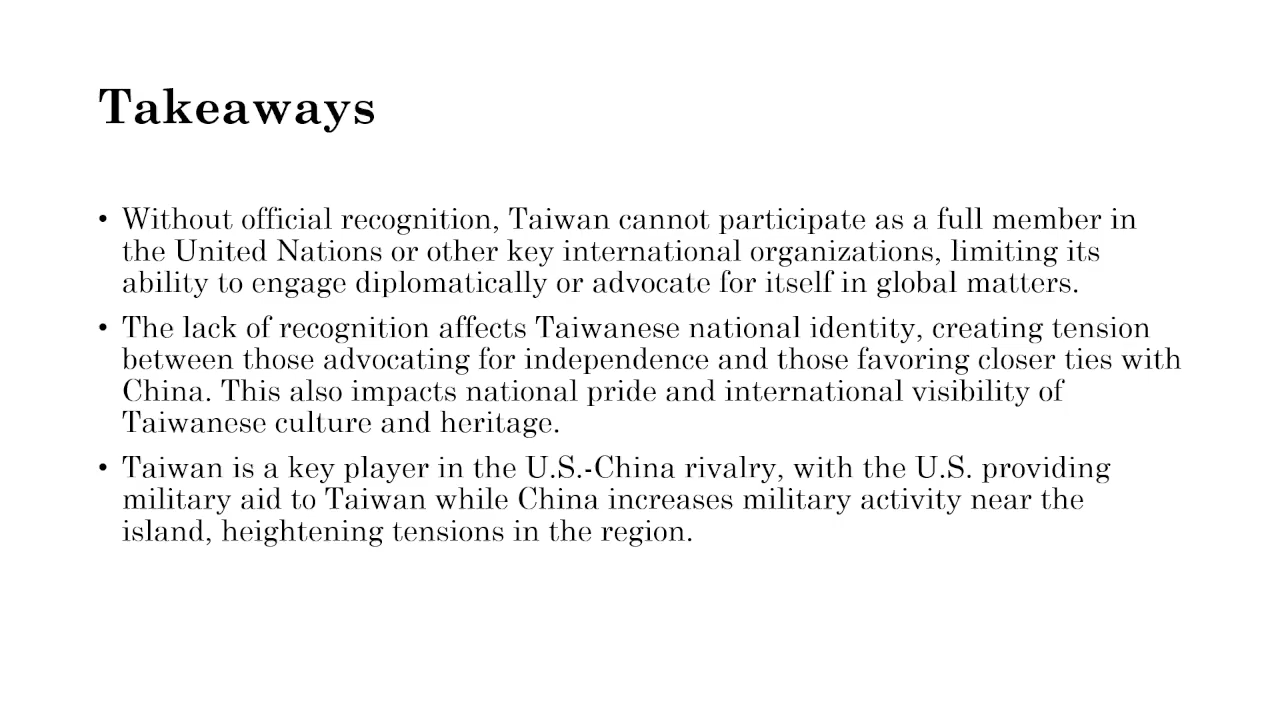 Takeaways
• Without official recognition, Taiwan cannot participate as a full member in
the United Nations or other key international organizations, limiting its
ability to engage diplomatically or advocate for itself in global matters.
• The lack of recognition affects Taiwanese national identity, creating tension
between those advocating for independence and those favoring closer ties with
China. This also impacts national pride and international visibility of
Taiwanese culture and heritage.
• Taiwan is a key player in the U.S.-China rivalry, with the U.S. providing
military aid to Taiwan while China increases military activity near the
island, heightening tensions in the region.